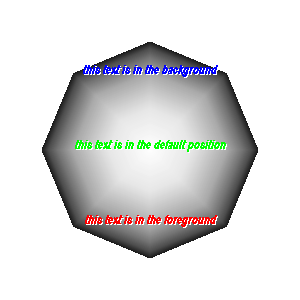 this text is in the background
this text is in the default position
this text is in the foreground